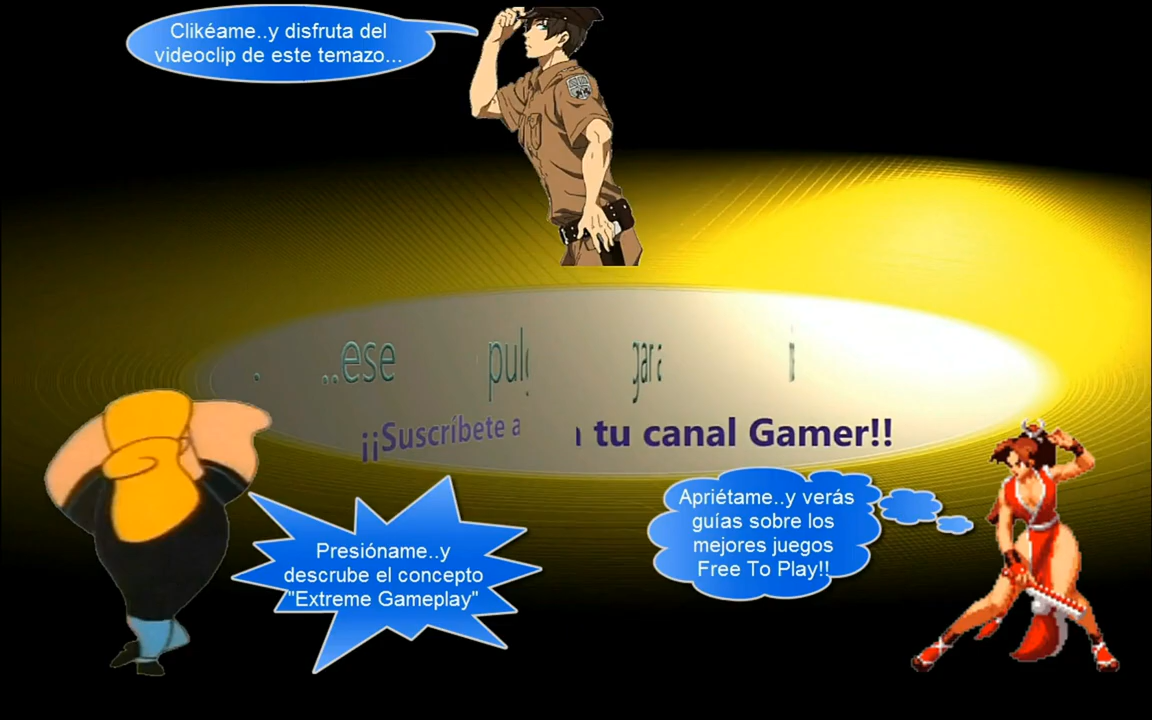 Clikéame..y disfruta del
videoclip de este temazo...
..ese
¡¡Suscríbete a tu canal Gamer!!
Presióname..y
descrube el concepto
"Extreme Gameplay"
Apriétame..y verás
guías sobre los
mejores juegos
Free To Play!!